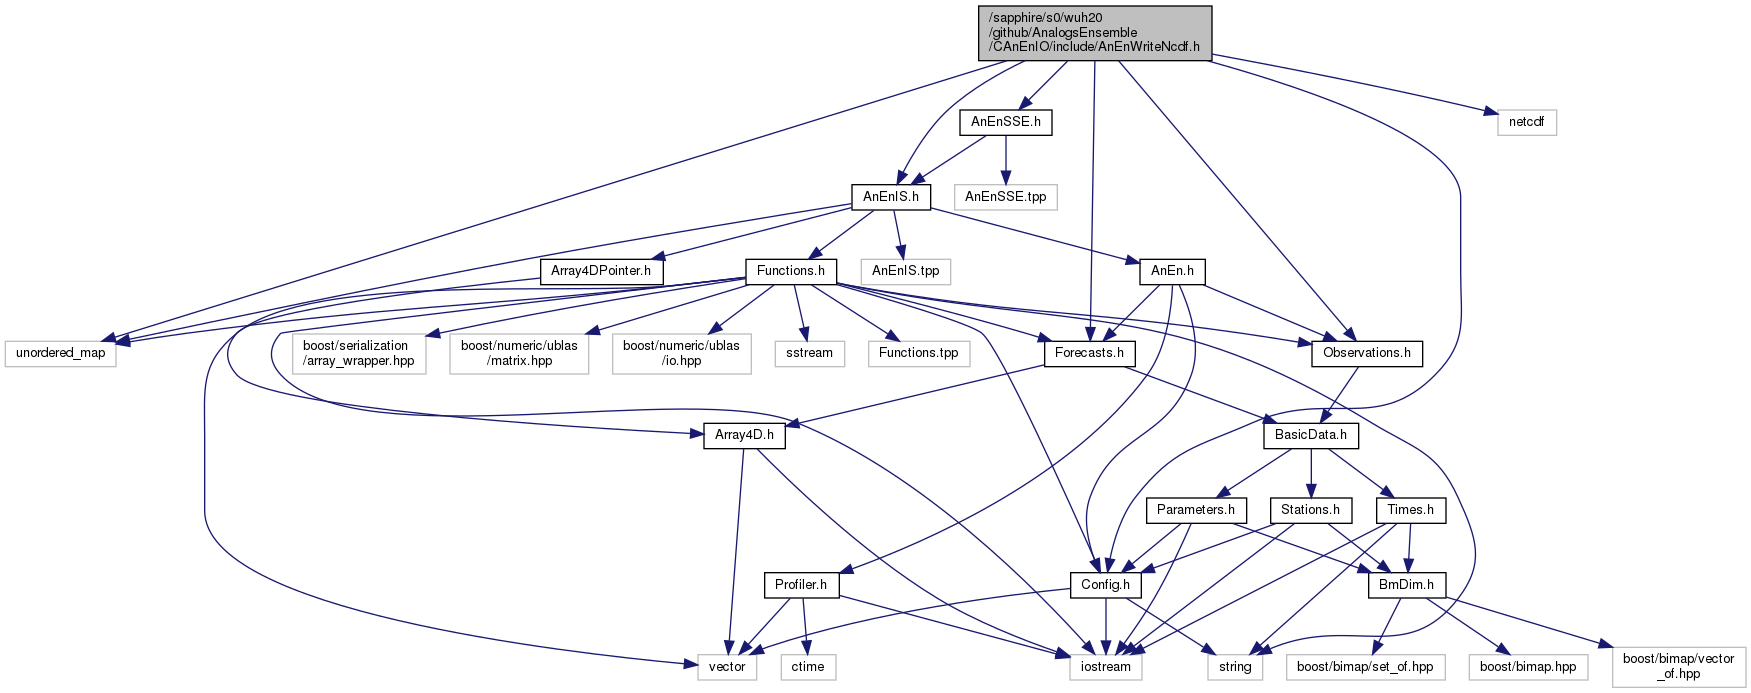 /sapphire/s0/wuh20
/github/AnalogsEnsemble
/CAnEnIO/include/AnEnWriteNcdf.h
AnEnSSE.h
netcdf
AnEnIS.h
AnEnSSE.tpp
Array4DPointer.h
Functions.h
AnEnIS.tpp
AnEn.h
unordered_map
boost/serialization
/array_wrapper.hpp
boost/numeric/ublas
/matrix.hpp
boost/numeric/ublas
/io.hpp
sstream
Functions.tpp
Forecasts.h
Observations.h
Array4D.h
BasicData.h
Parameters.h
Stations.h
Times.h
Profiler.h
Config.h
BmDim.h
vector
ctime
iostream
string
boost/bimap/set_of.hpp
boost/bimap.hpp
boost/bimap/vector
_of.hpp